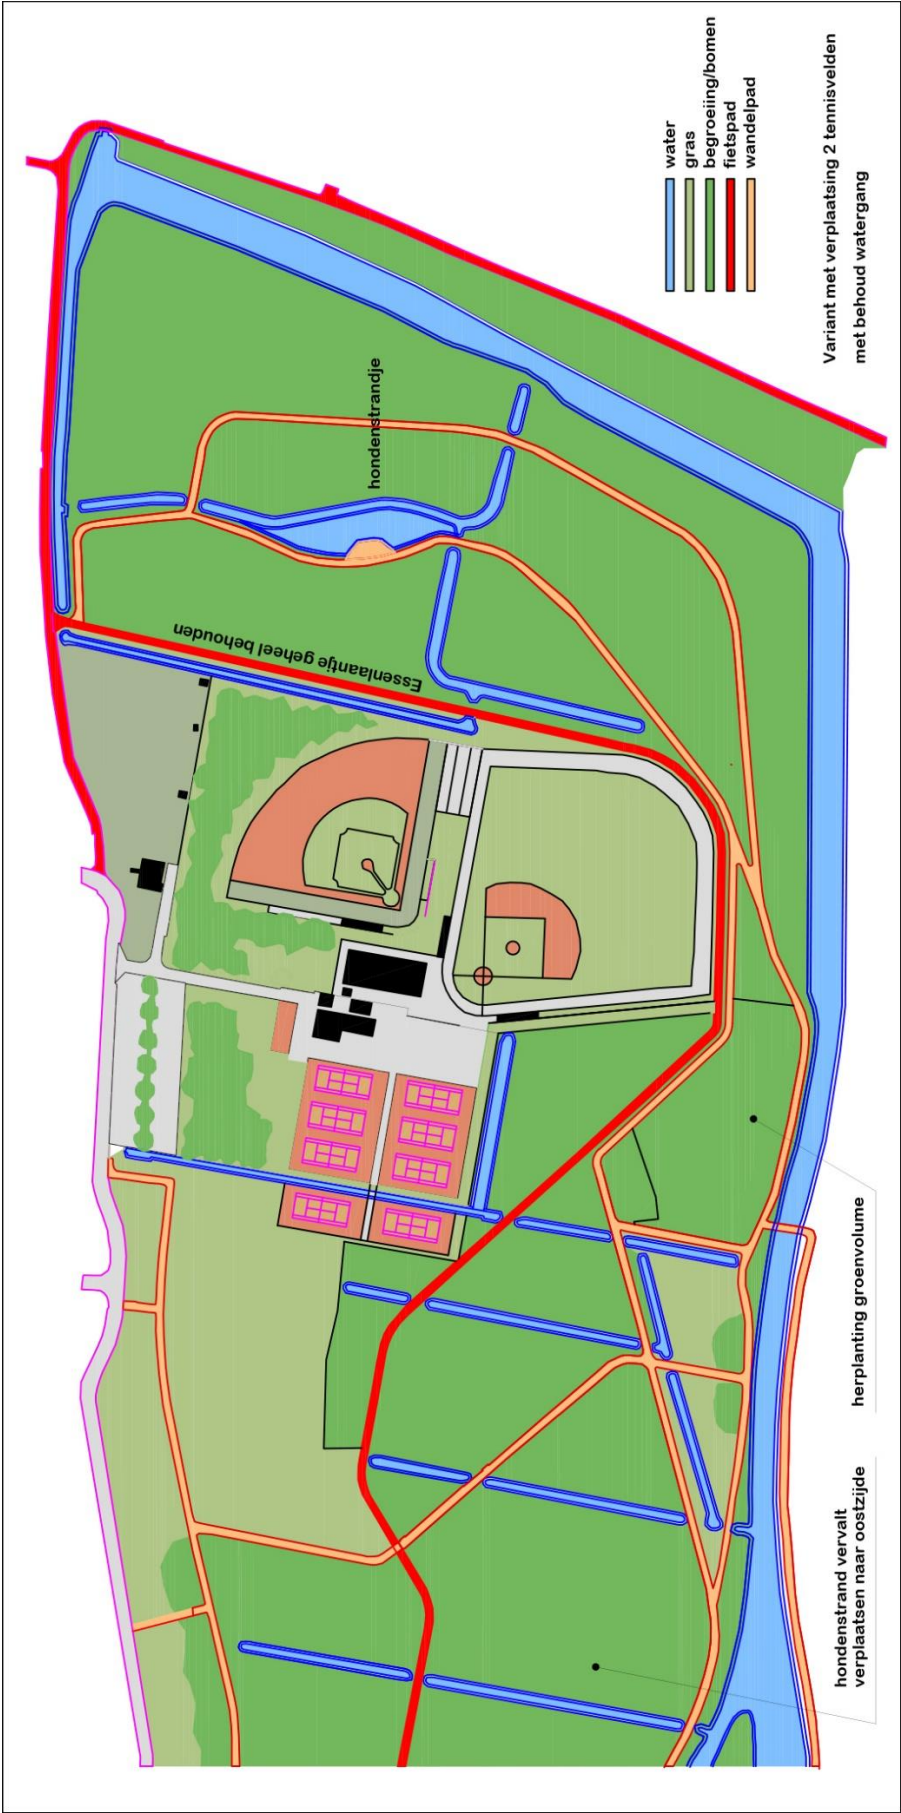 water
gras
begroeiing/bomen
fietspad
wandelpad
Variant met verplaatsing 2 tennisvelden
met behoud watergang
hondenstrandje
Essenlaantje geheel behouden
herplanting groenvolume
hondenstrand vervalt
verplaatsen naar oostzijde